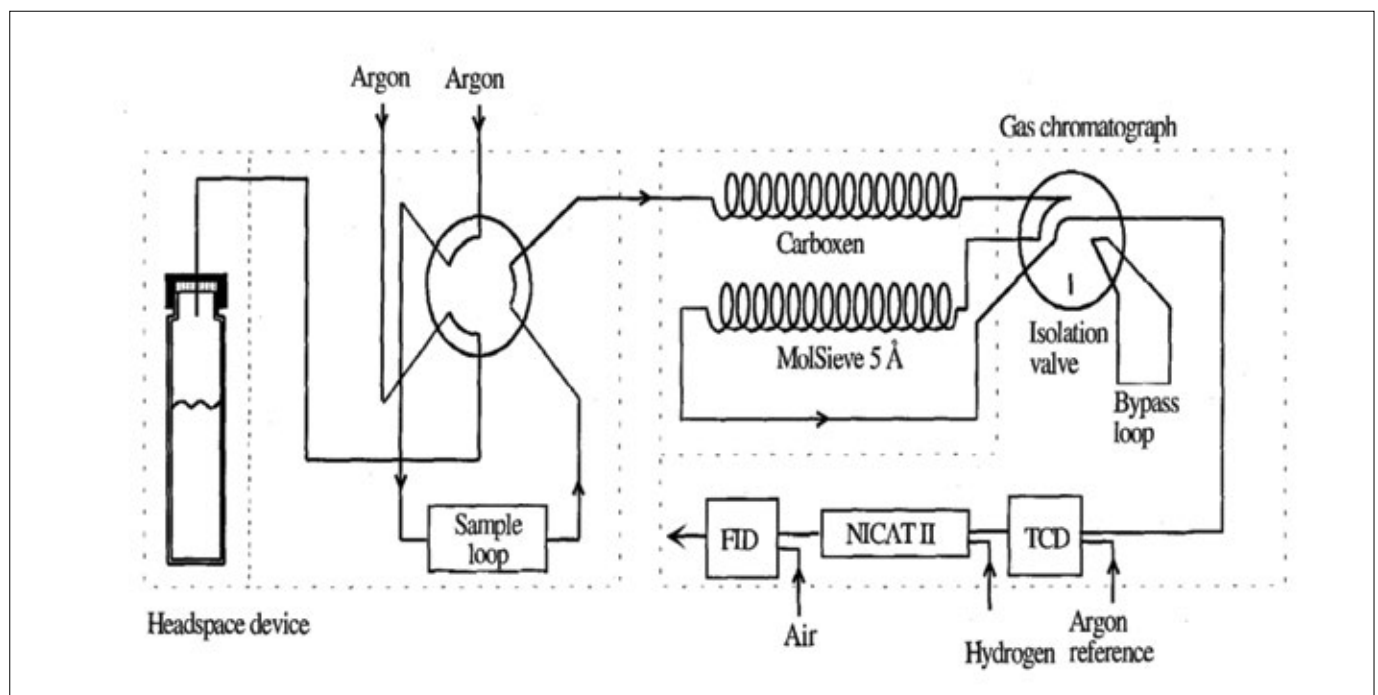 Argon
Argon
Gas chromatograph
Carboxen
MolSieve 5 Å
Isolation
valve
Bypass
loop
Sample
loop
FID
NICAT II
TCD
Headspace device
Air
Hydrogen
Argon
reference